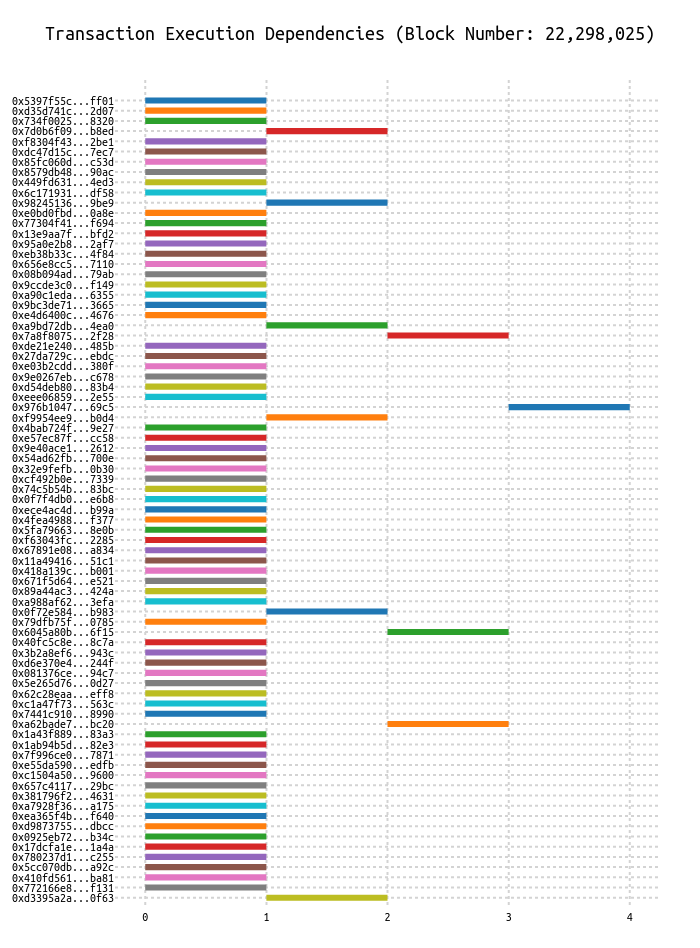 Transaction Execution Dependencies (Block Number: 22,298,025)
0x5397f55c...ff01
0xd35d741c...2d07
0x734f0025...8320
0x7d0b6f09...b8ed
0xf8304f43...2be1
0xdc47d15c...7ec7
0x85fc060d...c53d
0x8579db48...90ac
0x449fd631...4ed3
0x6c171931...df58
0x98245136...9be9
0xe0bd0fbd...0a8e
0x77304f41...f694
0x13e9aa7f...bfd2
0x95a0e2b8...2af7
0xeb38b33c...4f84
0x656e8cc5...7110
0x08b094ad...79ab
0x9ccde3c0...f149
0xa90c1eda...6355
0x9bc3de71...3665
0xe4d6400c...4676
0xa9bd72db...4ea0
0x7a8f8075...2f28
0xde21e240...485b
0x27da729c...ebdc
0xe03b2cdd...380f
0x9e0267eb...c678
0xd54deb80...83b4
0xeee06859...2e55
0x976b1047...69c5
0xf9954ee9...b0d4
0x4bab724f...9e27
0xe57ec87f...cc58
0x9e40ace1...2612
0x54ad62fb...700e
0x32e9fefb...0b30
0xcf492b0e...7339
0x74c5b54b...83bc
0x0f7f4db0...e6b8
0xece4ac4d...b99a
0x4fea4988...f377
0x5fa79663...8e0b
0xf63043fc...2285
0x67891e08...a834
0x11a49416...51c1
0x418a139c...b001
0x671f5d64...e521
0x89a44ac3...424a
0xa988af62...3efa
0x0f72e584...b983
0x79dfb75f...0785
0x6045a80b...6f15
0x40fc5c8e...8c7a
0x3b2a8ef6...943c
0xd6e370e4...244f
0x081376ce...94c7
0x5e265d76...0d27
0x62c28eaa...eff8
0xc1a47f73...563c
0x7441c910...8990
0xa62bade7...bc20
0x1a43f889...83a3
0x1ab94b5d...82e3
0x7f996ce0...7871
0xe55da590...edfb
0xc1504a50...9600
0x657c4117...29bc
0x381796f2...4631
0xa7928f36...a175
0xea365f4b...f640
0xd9873755...dbcc
0x0925eb72...b34c
0x17dcfa1e...1a4a
0x780237d1...c255
0x5cc070db...a92c
0x410fd561...ba81
0x772166e8...f131
0xd3395a2a...0f63
0 1 2 3 4